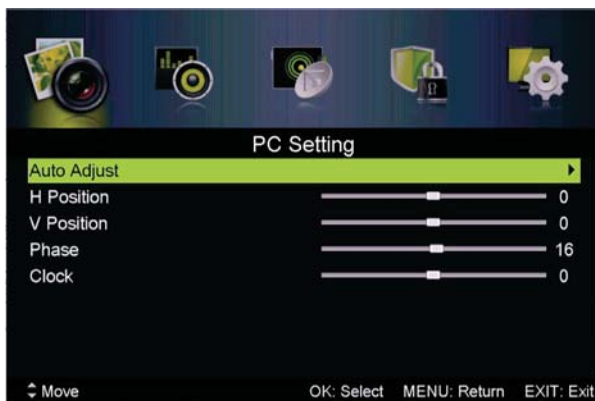 PC Setting
Auto Adjust
H Position 0
V Position 0
Phase 16
Clock 0
Move OK: Select MENU: Return EXIT: Exit